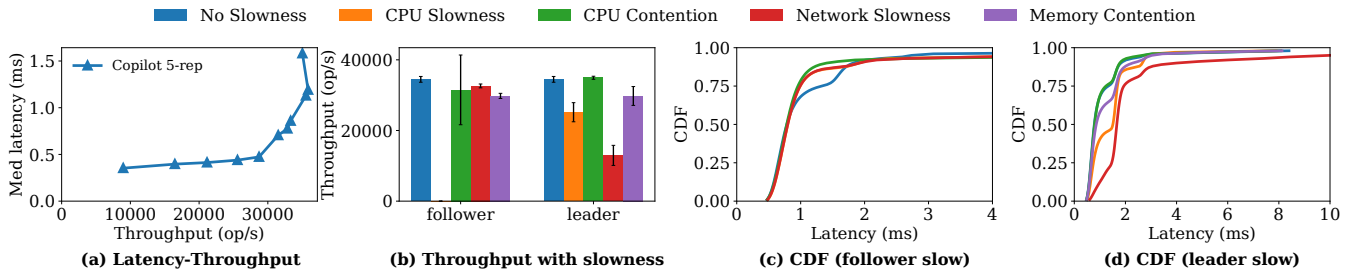 No Slowness CPU Slowness CPU Contention Network Slowness Memory Contention
Med latency (ms)
1.5
1.0
0.5
0.0
Copilot 5-rep
0 10000 20000 30000
Throughput (op/s)
(a) Latency-Throughput
Throughput (op/s)
40000
20000
0
follower leader
(b) Throughput with slowness
CDF
1.00
0.75
0.50
0.25
0.00
0 1 2 3 4
Latency (ms)
(c) CDF (follower slow)
CDF
1.00
0.75
0.50
0.25
0.00
0 2 4 6 8 10
Latency (ms)
(d) CDF (leader slow)